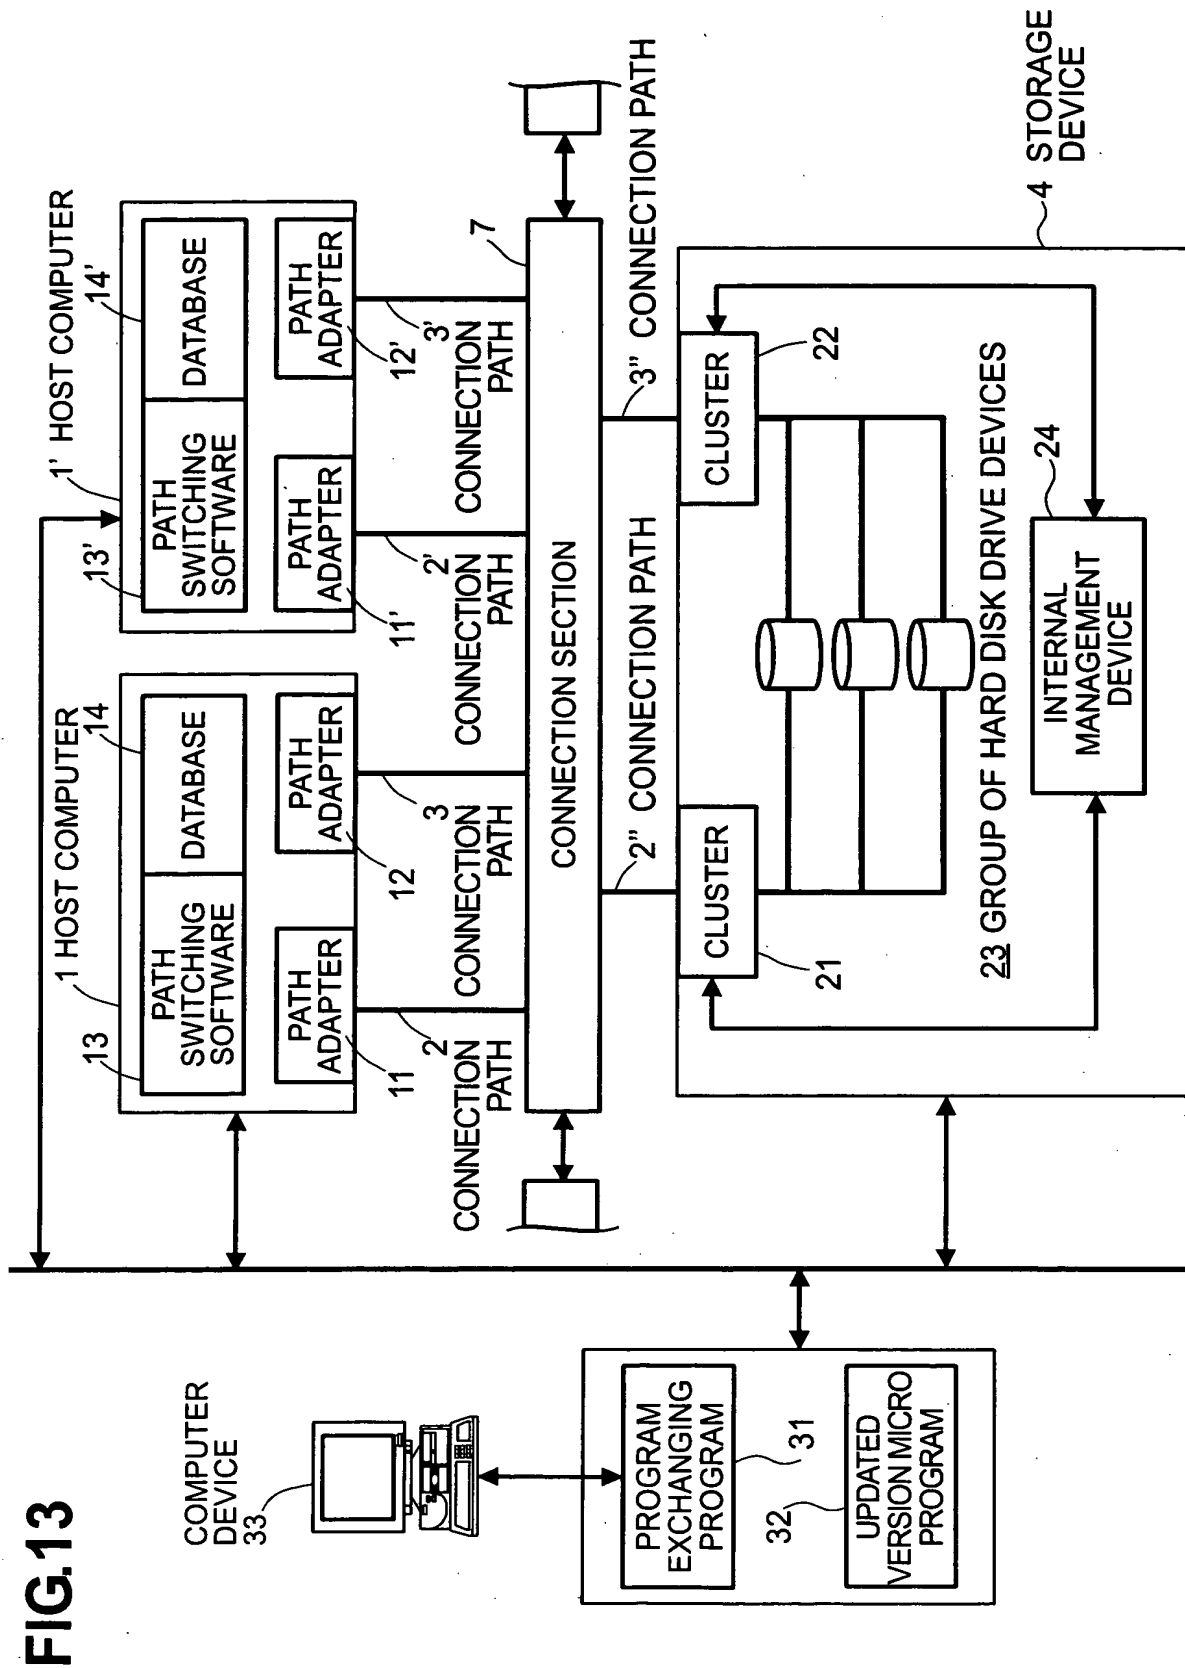 FIG.13
COMPUTER
DEVICE
33
PROGRAM
EXCHANGING
PROGRAM
31
32
UPDATED
VERSION MICRO
PROGRAM
1 HOST COMPUTER
13
14
PATH
SWITCHING
SOFTWARE
DATABASE
PATH
ADAPTER
11
PATH
ADAPTER
12
2
CONNECTION
PATH
3
CONNECTION
PATH
1' HOST COMPUTER
13'
14'
PATH
SWITCHING
SOFTWARE
DATABASE
PATH
ADAPTER
11'
PATH
ADAPTER
12'
2'
CONNECTION
PATH
3'
CONNECTION
PATH
7
CONNECTION SECTION
2'' CONNECTION PATH
3'' CONNECTION PATH
CLUSTER
21
CLUSTER
22
23 GROUP OF HARD DISK DRIVE DEVICES
24
INTERNAL
MANAGEMENT
DEVICE
4 STORAGE
DEVICE